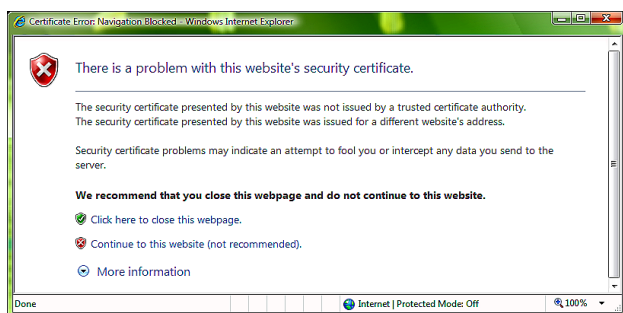 Certificate Error: Navigation Blocked - Windows Internet Explorer
There is a problem with this website's security certificate.
The security certificate presented by this website was not issued by a trusted certificate authority.
The security certificate presented by this website was issued for a different website's address.
Security certificate problems may indicate an attempt to fool you or intercept any data you send to the
server.
We recommend that you close this webpage and do not continue to this website.
Click here to close this webpage.
Continue to this website (not recommended).
More information
Done
Internet | Protected Mode: Off
100%